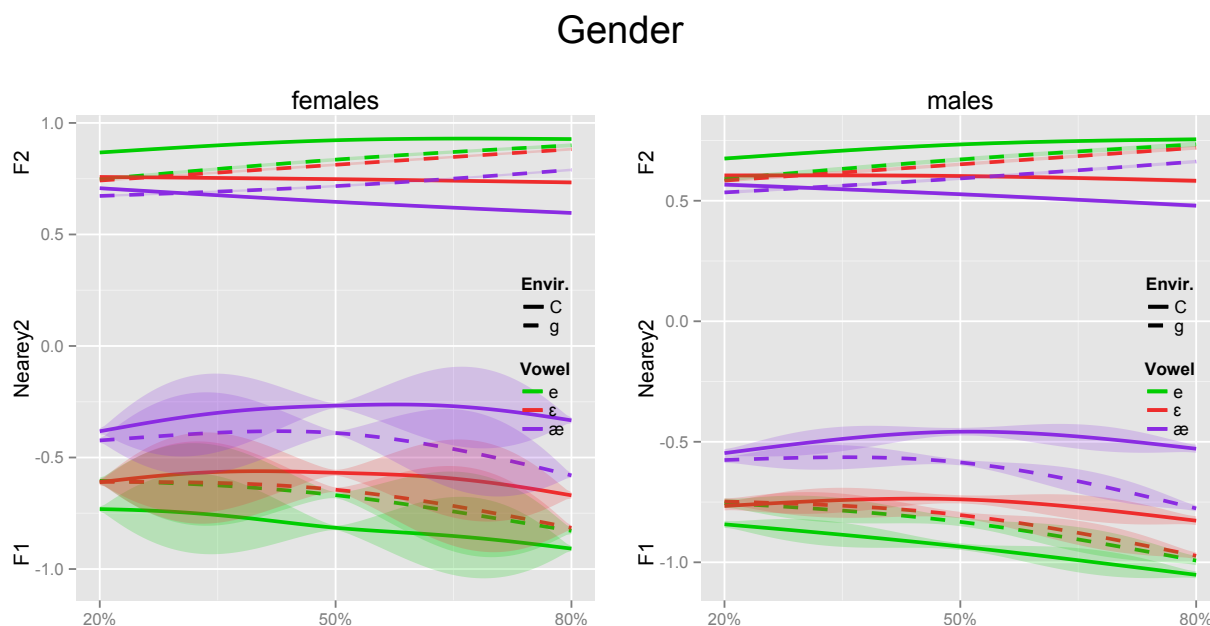 Gender
females
1.0
0.5
0.0
-0.5
-1.0
F2
Nearey2
F1
Envir.
C
g
Vowel
e
ε
æ
20%
50%
80%
males
0.5
0.0
-0.5
-1.0
F2
Nearey2
F1
Envir.
C
g
Vowel
e
ε
æ
20%
50%
80%